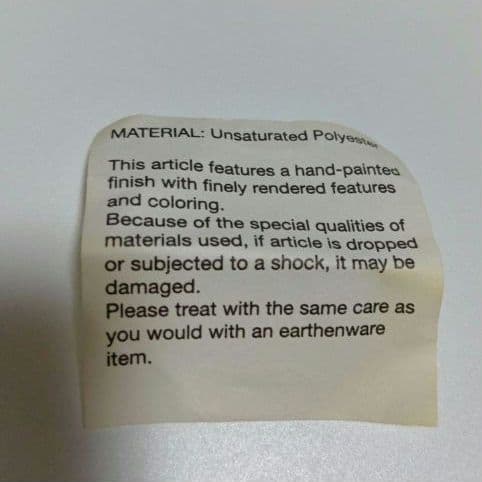 MATERIAL: Unsaturated Polyester
This article features a hand-painted
finish with finely rendered features
and coloring.
Because of the special qualities of
materials used, if article is dropped
or subjected to a shock, it may be
damaged.
Please treat with the same care as
you would with an earthenware
item.